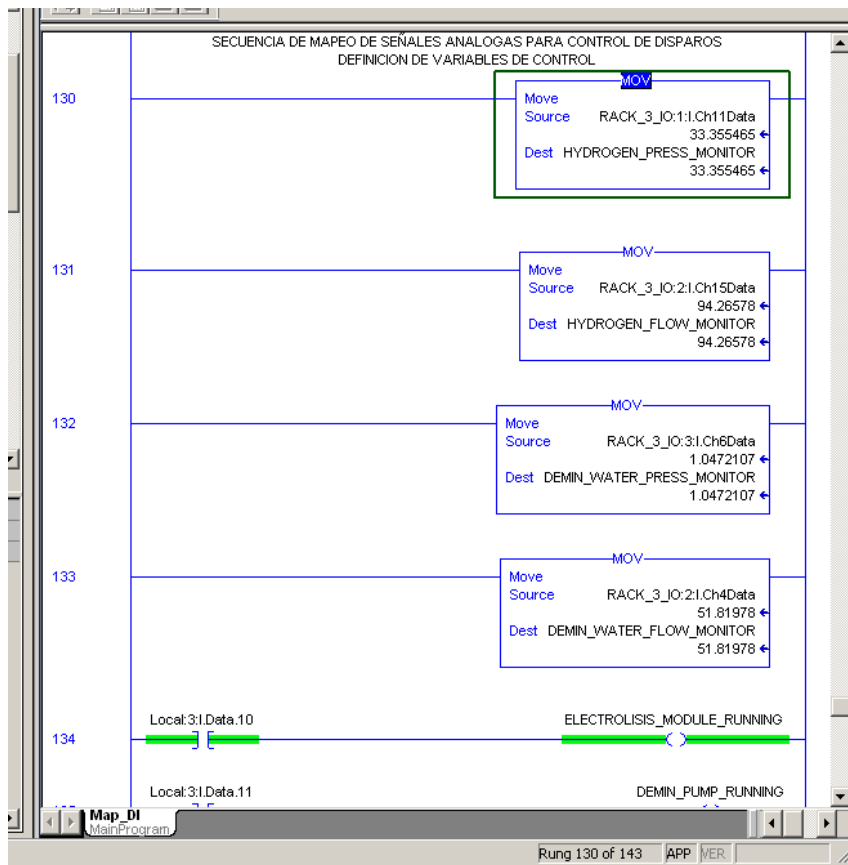 SECUENCIA DE MAPEO DE SEÑALES ANALOGAS PARA CONTROL DE DISPAROS
DEFINICION DE VARIABLES DE CONTROL
130
MOV
Move
Source RACK_3_IO:1:I.Ch11Data
33.355465
Dest HYDROGEN_PRESS_MONITOR
33.355465
131
MOV
Move
Source RACK_3_IO:2:I.Ch15Data
94.26578
Dest HYDROGEN_FLOW_MONITOR
94.26578
132
MOV
Move
Source RACK_3_IO:3:I.Ch6Data
1.0472107
Dest DEMIN_WATER_PRESS_MONITOR
1.0472107
133
MOV
Move
Source RACK_3_IO:2:I.Ch4Data
51.81978
Dest DEMIN_WATER_FLOW_MONITOR
51.81978
Local:3:I.Data.10 ELECTROLISIS_MODULE_RUNNING
134
Local:3:I.Data.11 DEMIN_PUMP_RUNNING
Map_DI
MainProgram
Rung 130 of 143 APP VER